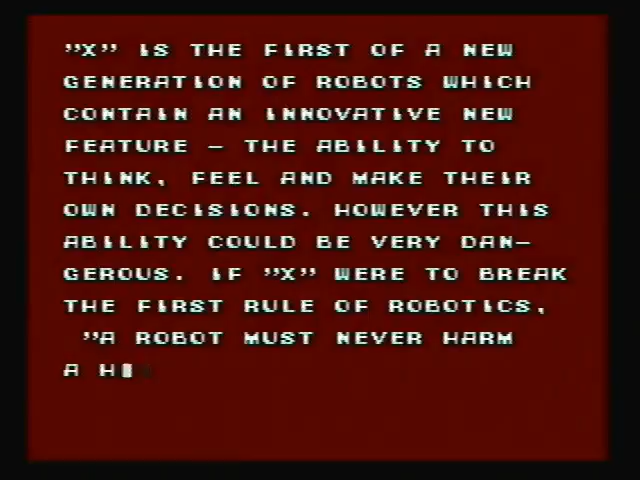 "X" IS THE FIRST OF A NEW
GENERATION OF ROBOTS WHICH
CONTAIN AN INNOVATIVE NEW
FEATURE – THE ABILITY TO
THINK, FEEL AND MAKE THEIR
OWN DECISIONS. HOWEVER THIS
ABILITY COULD BE VERY DAN–
GEROUS. IF "X" WERE TO BREAK
THE FIRST RULE OF ROBOTICS,
"A ROBOT MUST NEVER HARM
A H